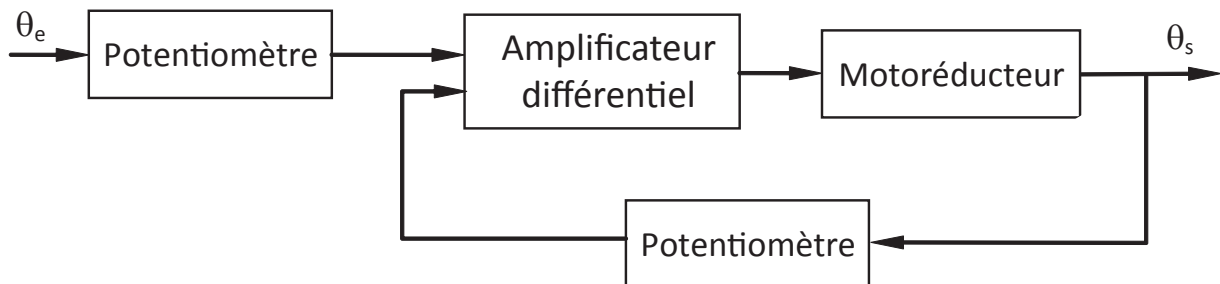 θe
Potentiomètre
Amplificateur
différentiel
Motoréducteur
θs
Potentiomètre